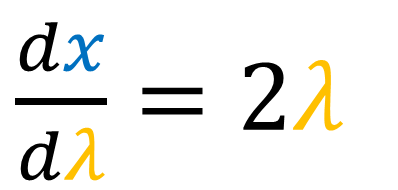 dx/dλ = 2λ